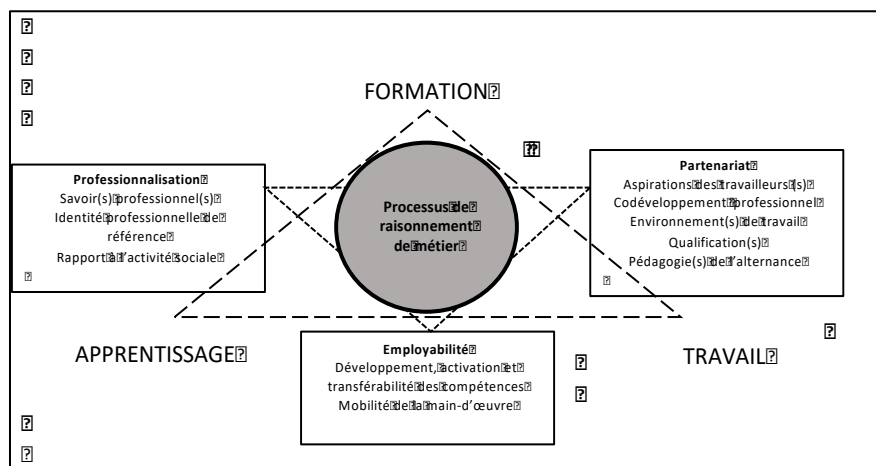 FORMATION
Professionnalisation
Savoir(s) professionnel(s)
Identité professionnelle de
référence
Rapport à l'activité sociale
Processus de
raisonnement
de métier
Partenariat
Aspirations des travailleurs (s)
Codéveloppement professionnel
Environnement(s) de travail
Qualification(s)
Pédagogie(s) de l'alternance
APPRENTISSAGE
Employabilité
Développement, activation et
transférabilité des compétences
Mobilité de la main-d'œuvre
TRAVAIL